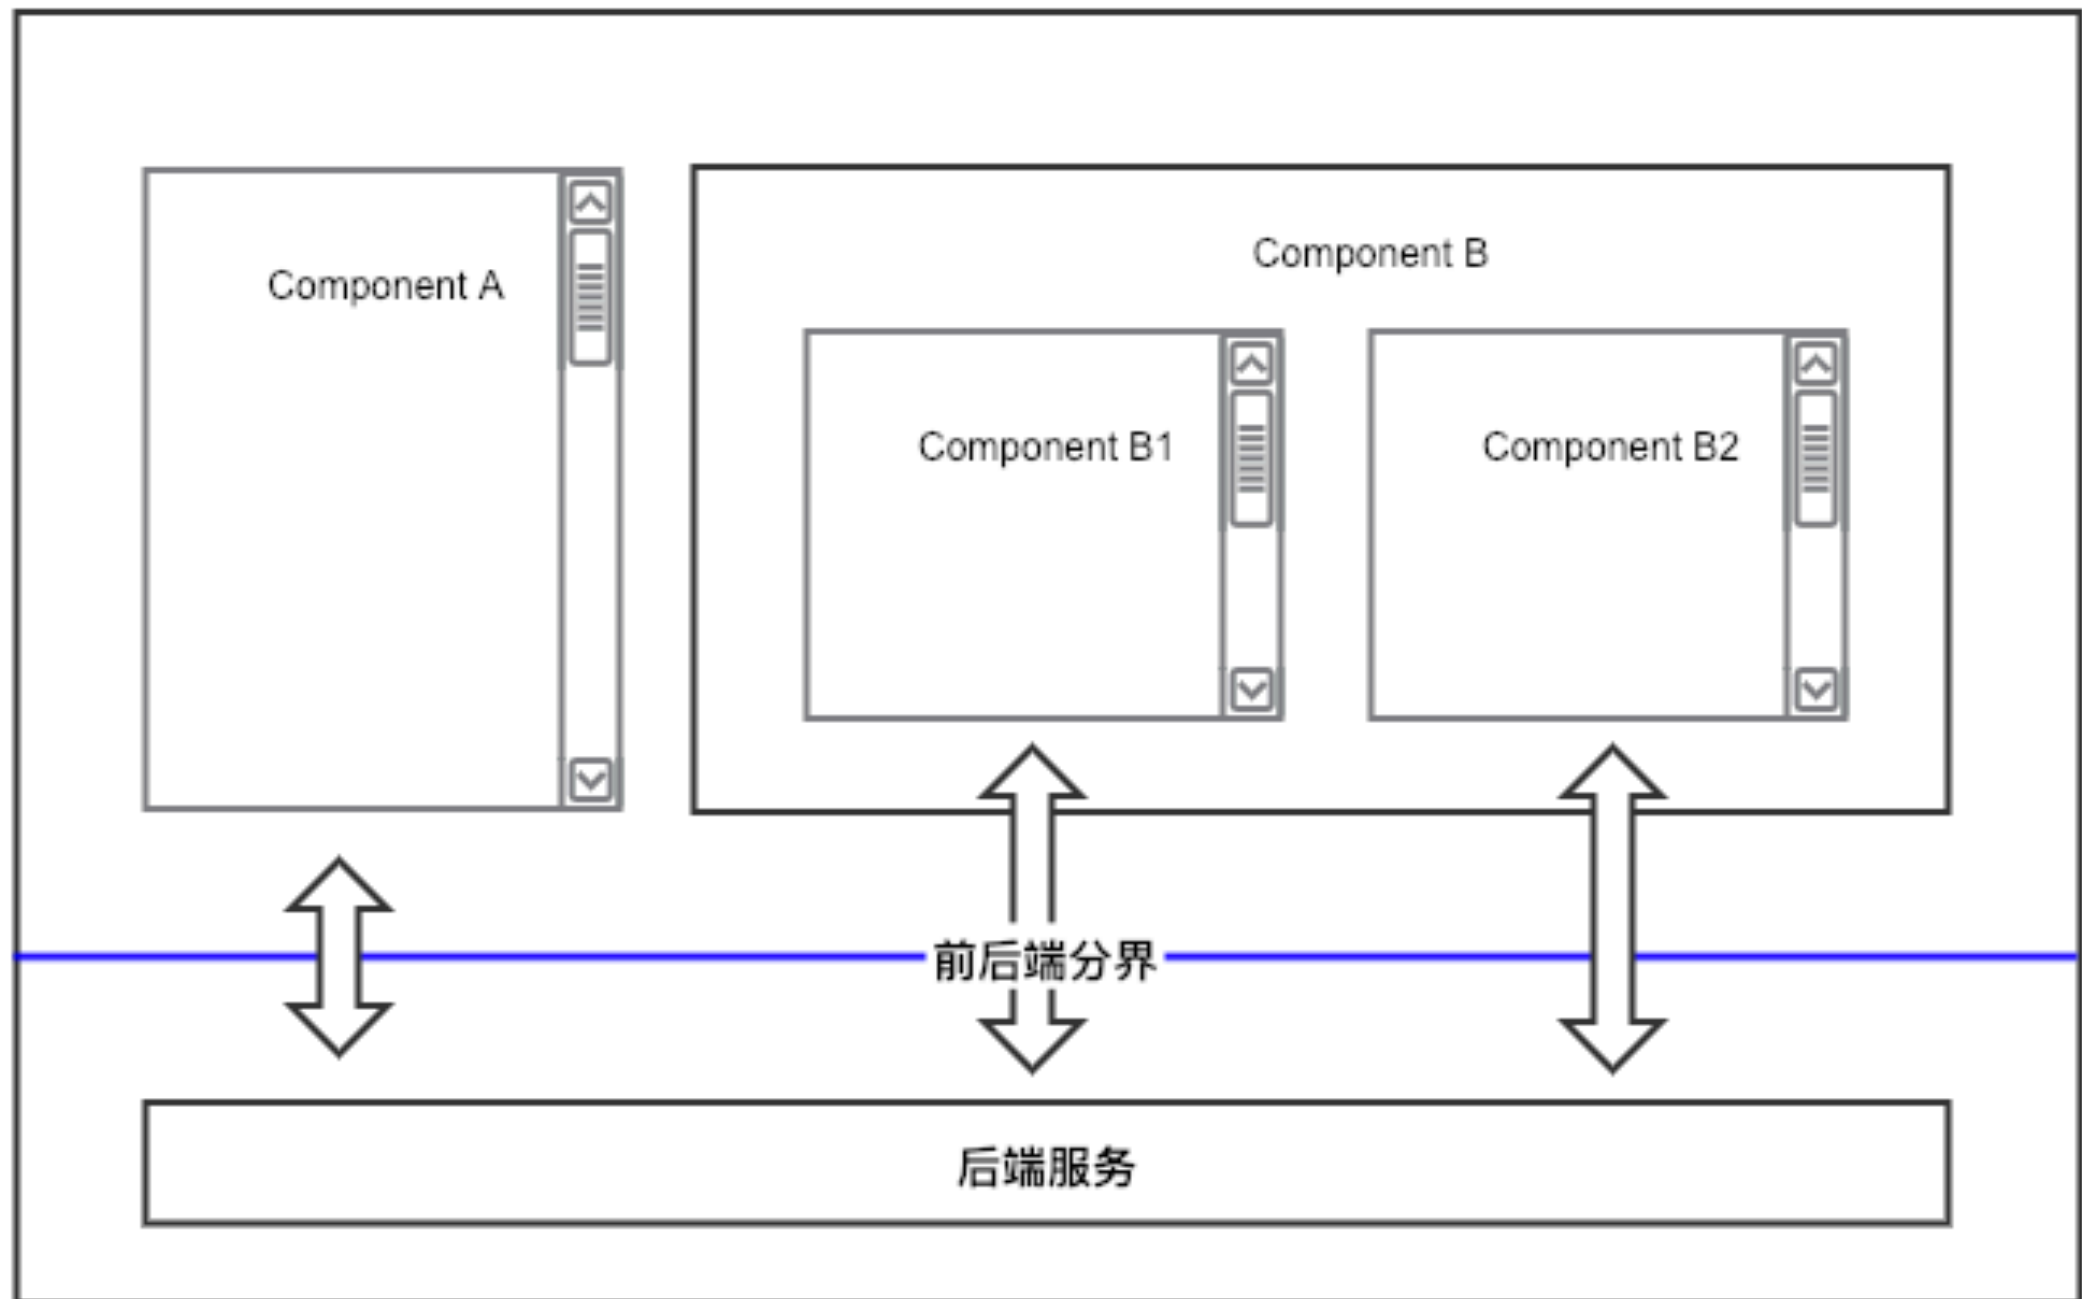 Component A
Component B
Component B1
Component B2
前后端分界
后端服务